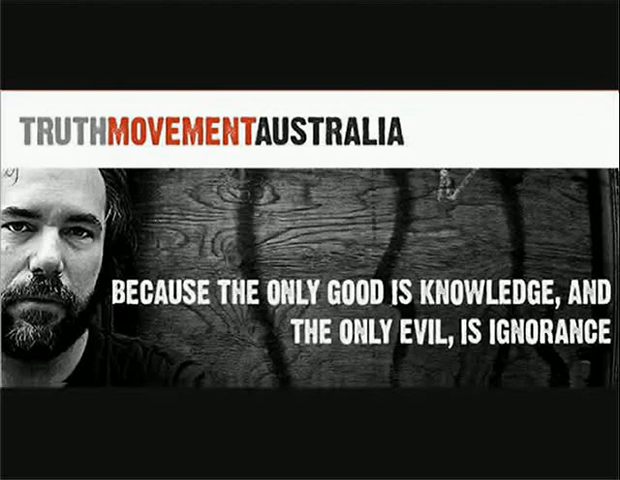 TRUTHMOVEMENTAUSTRALIA
BECAUSE THE ONLY GOOD IS KNOWLEDGE, AND
THE ONLY EVIL, IS IGNORANCE